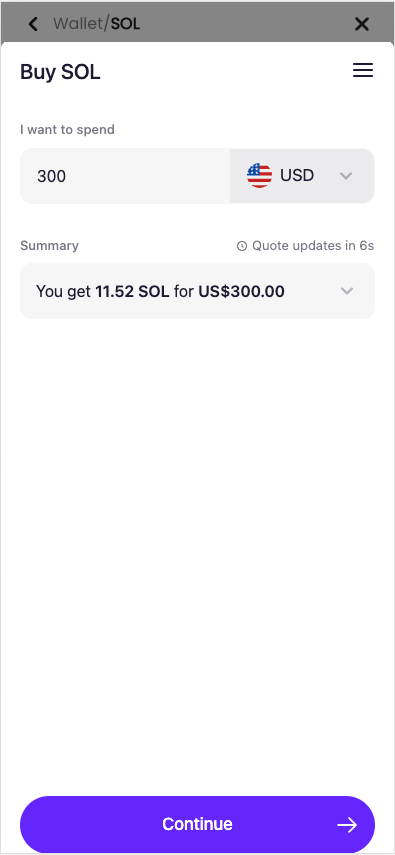 Wallet/SOL
Buy SOL
I want to spend
300 USD
Summary Quote updates in 6s
You get 11.52 SOL for US$300.00
Continue